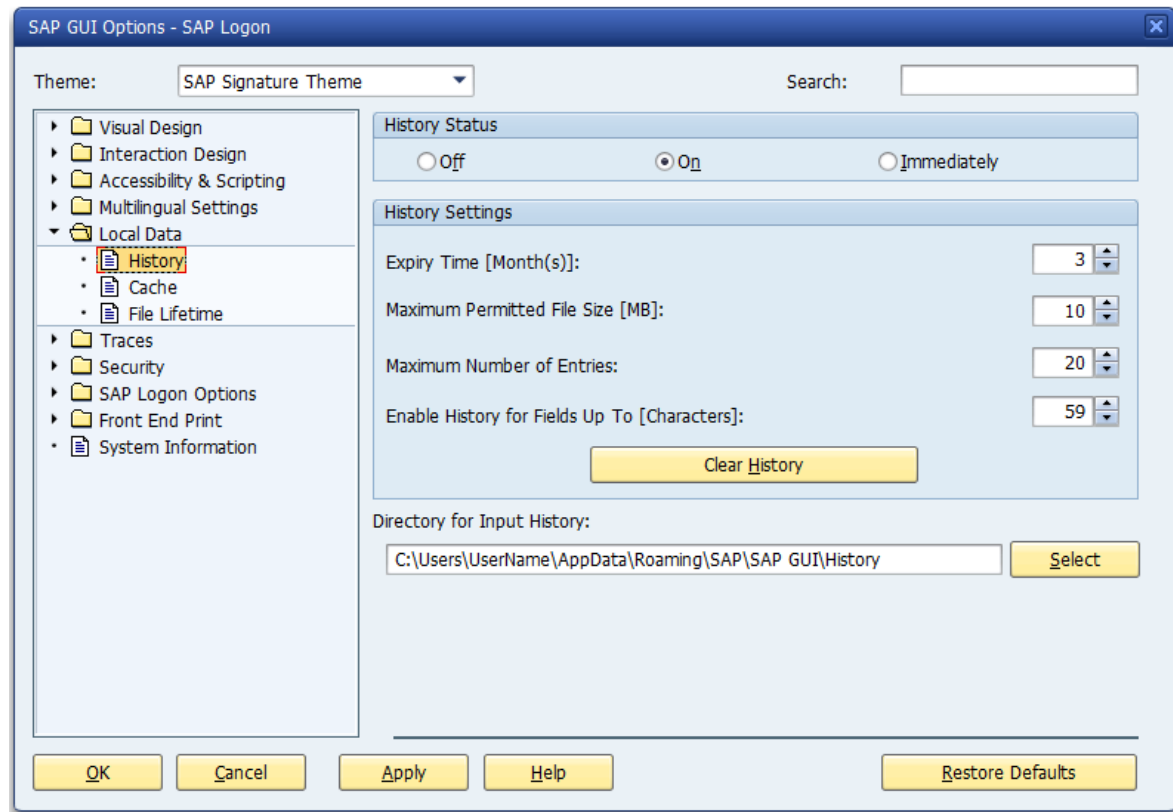 SAP GUI Options - SAP Logon
Theme: SAP Signature Theme Search:
Visual Design
Interaction Design
Accessibility & Scripting
Multilingual Settings
Local Data
History
Cache
File Lifetime
Traces
Security
SAP Logon Options
Front End Print
System Information
History Status
Off On Immediately
History Settings
Expiry Time [Month(s)]: 3
Maximum Permitted File Size [MB]: 10
Maximum Number of Entries: 20
Enable History for Fields Up To [Characters]: 59
Clear History
Directory for Input History:
C:\Users\UserName\AppData\Roaming\SAP\SAP GUI\History Select
OK Cancel Apply Help Restore Defaults